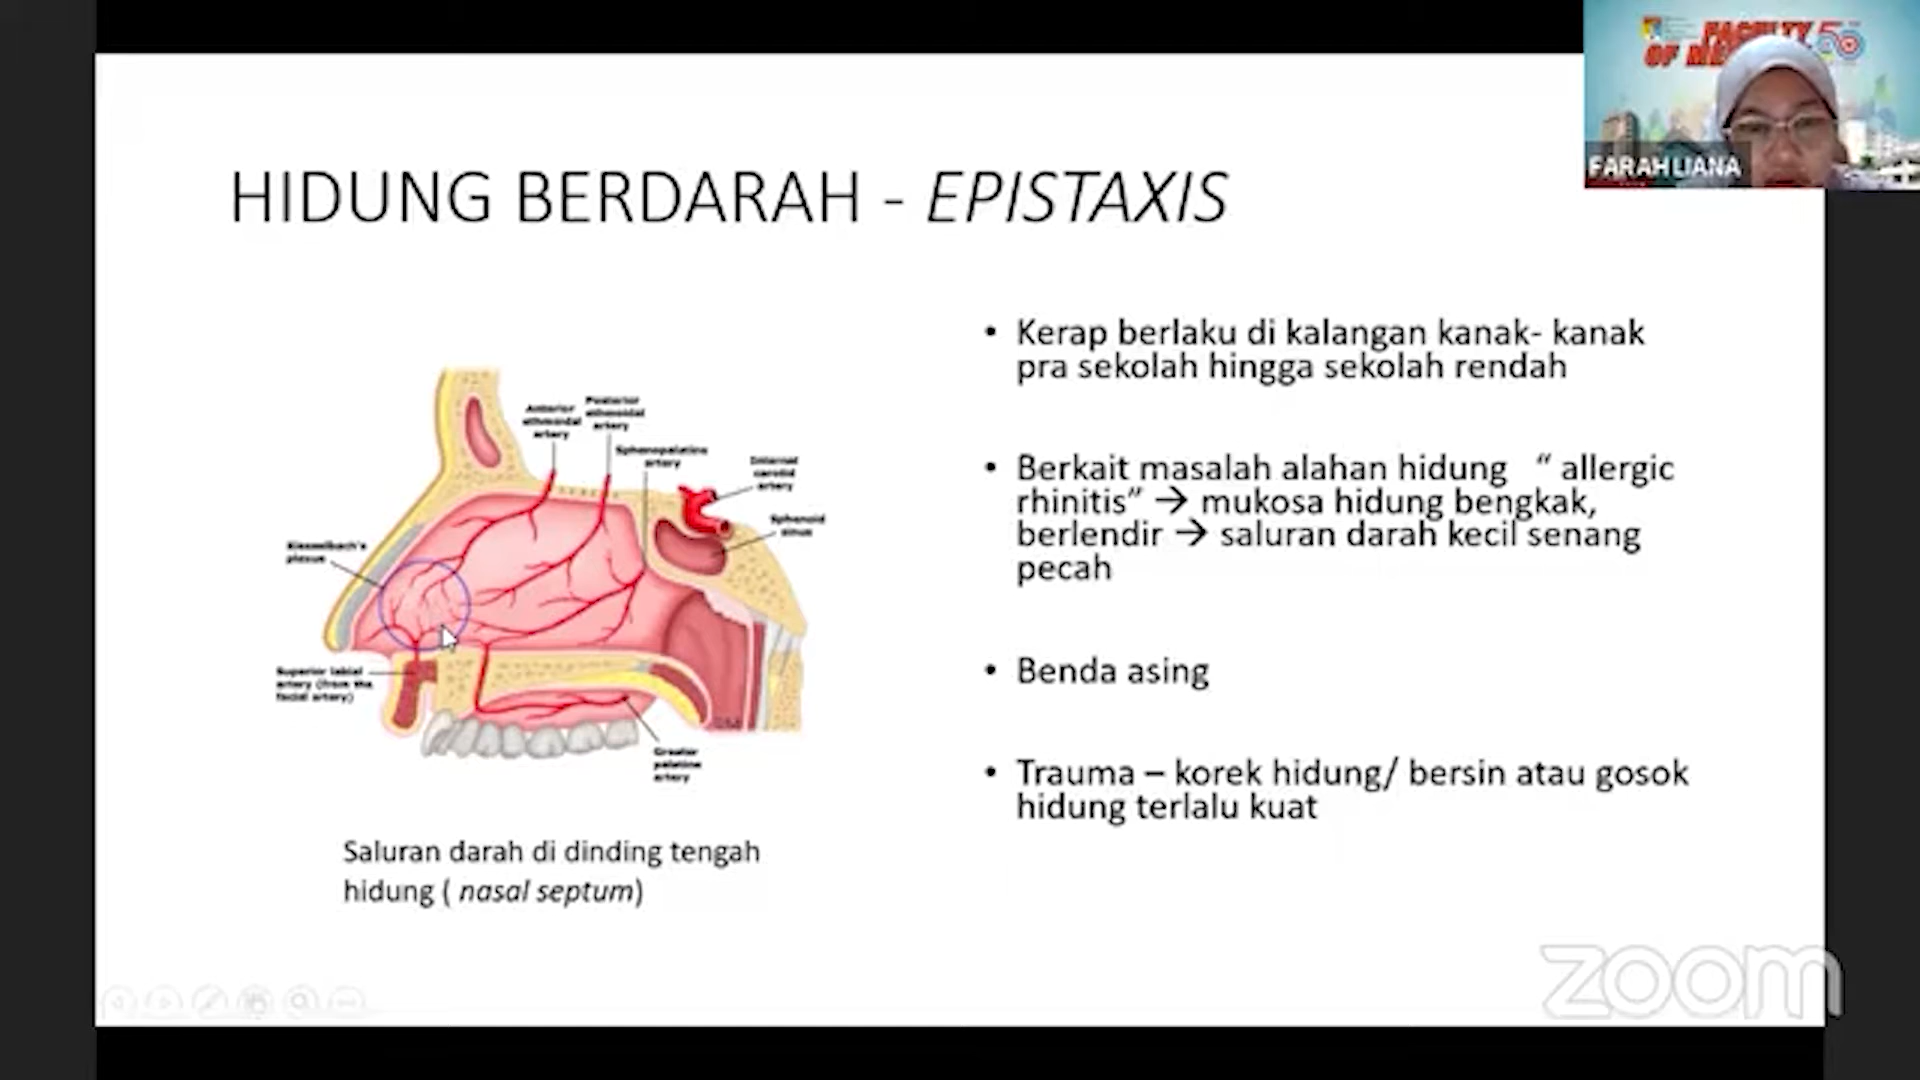 FACULTY
OF
50
FARAH LIANA
HIDUNG BERDARAH - EPISTAXIS
Anterior
ethmoidal
artery
Posterior
ethmoidal
artery
Sphenopalatine
artery
Internal
carotid
artery
Sphenoid
sinus
Kiesselbach's
plexus
Superior labial
artery (from the
facial artery)
Greater
palatine
artery
Saluran darah di dinding tengah
hidung ( nasal septum)
• Kerap berlaku di kalangan kanak- kanak
pra sekolah hingga sekolah rendah
• Berkait masalah alahan hidung “ allergic
rhinitis” → mukosa hidung bengkak,
berlendir → saluran darah kecil senang
pecah
• Benda asing
• Trauma – korek hidung/ bersin atau gosok
hidung terlalu kuat
zoom